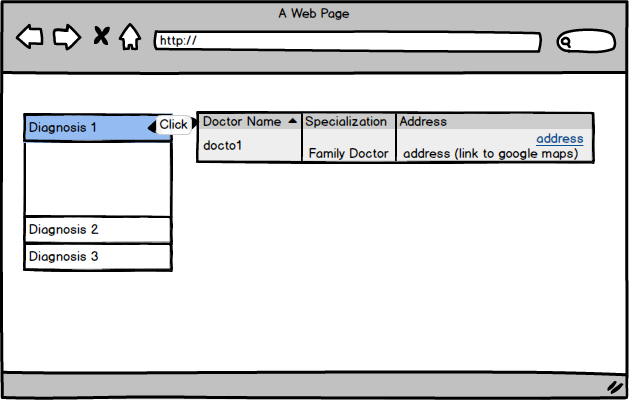 A Web Page
http://
Diagnosis 1
Click
Doctor Name Specialization Address
docto1
address
Family Doctor address (link to google maps)
Diagnosis 2
Diagnosis 3